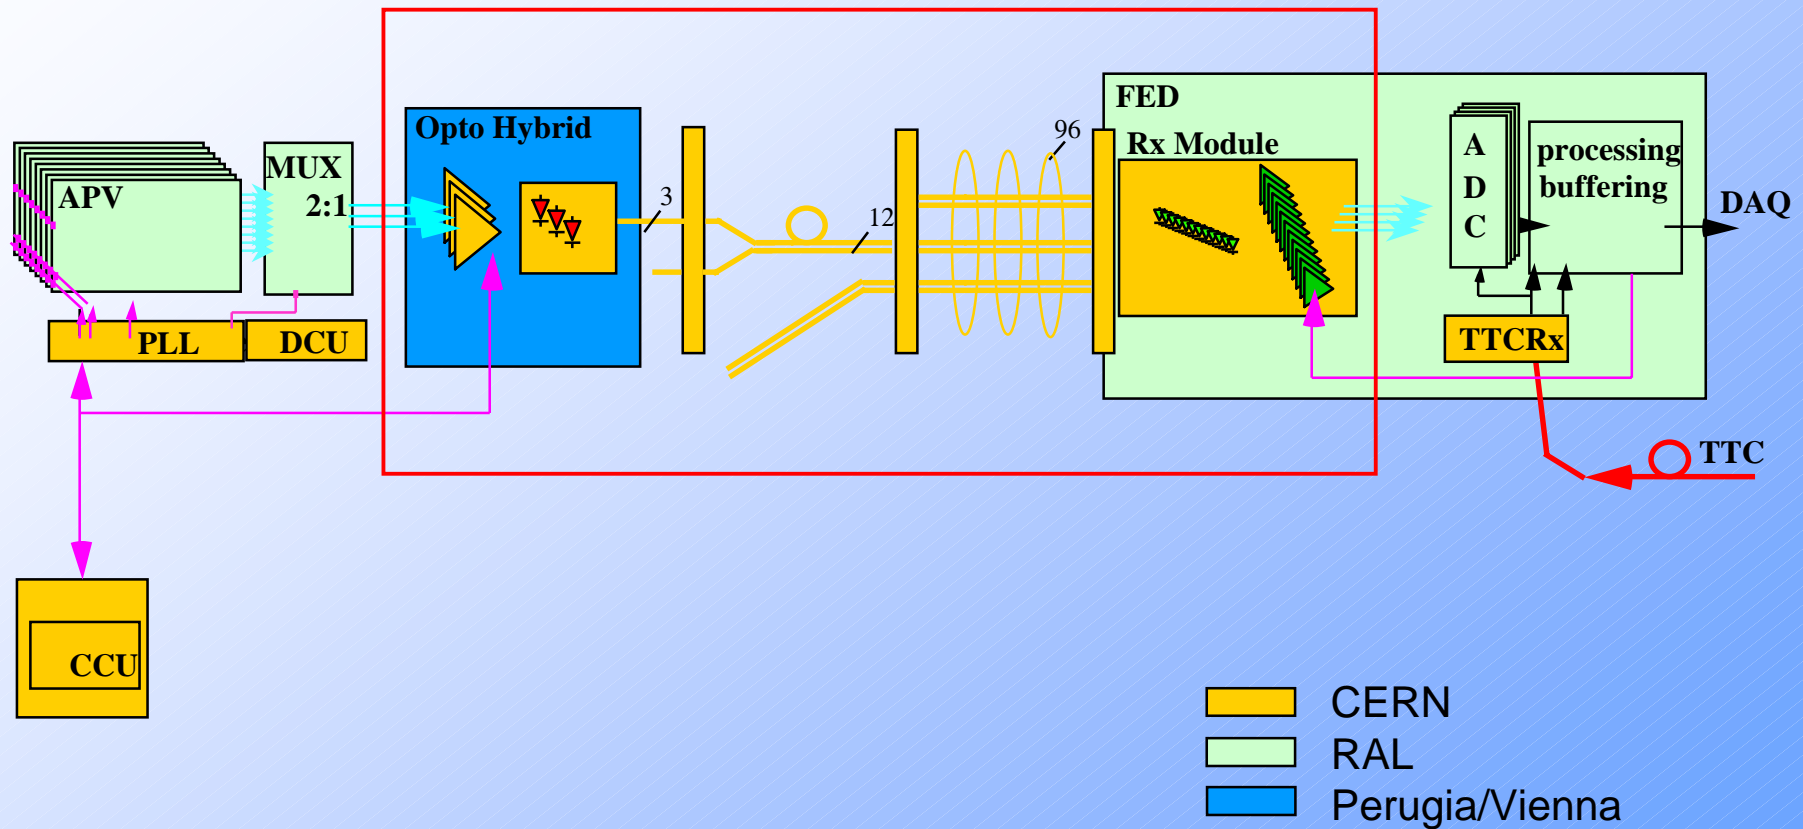 FED
Opto Hybrid
Rx Module
96
APV
MUX
2:1
3
12
A
D
C
processing
buffering
DAQ
PLL
DCU
TTCRx
TTC
CCU
CERN
RAL
Perugia/Vienna